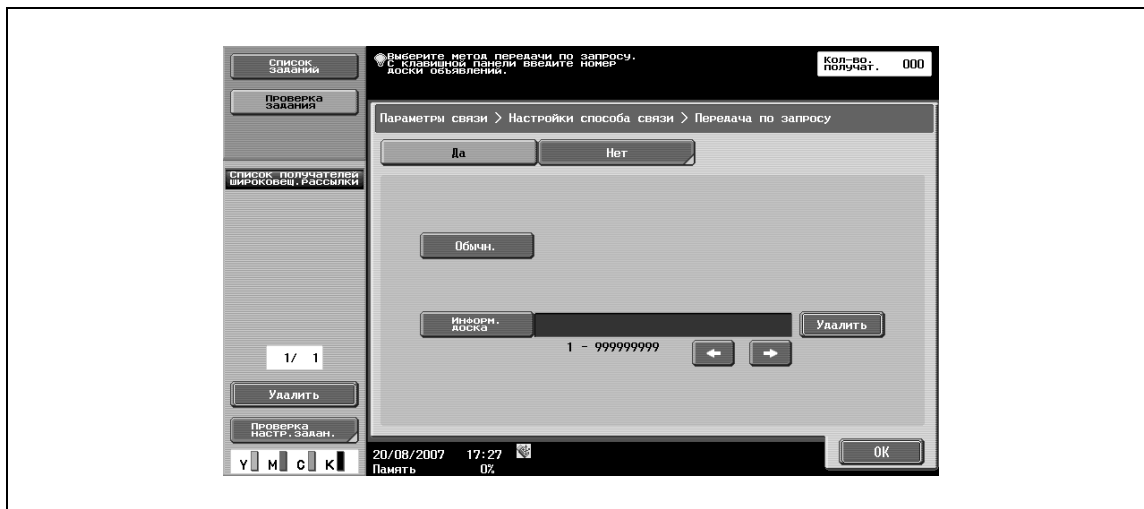 Список
заданий
Проверка
задания
Список получателей
широковещ.рассылки
1/ 1
Удалить
Проверка
настр.задан.
Y M C K
Выберите метод передачи по запросу.
С клавишной панели введите номер
доски объявлений.
Кол-во.
получат. 000
Параметры связи > Настройки способа связи > Передача по запросу
Да Нет
Обычн.
Информ.
доска
Удалить
1 - 999999999
20/08/2007 17:27
Память 0%
OK